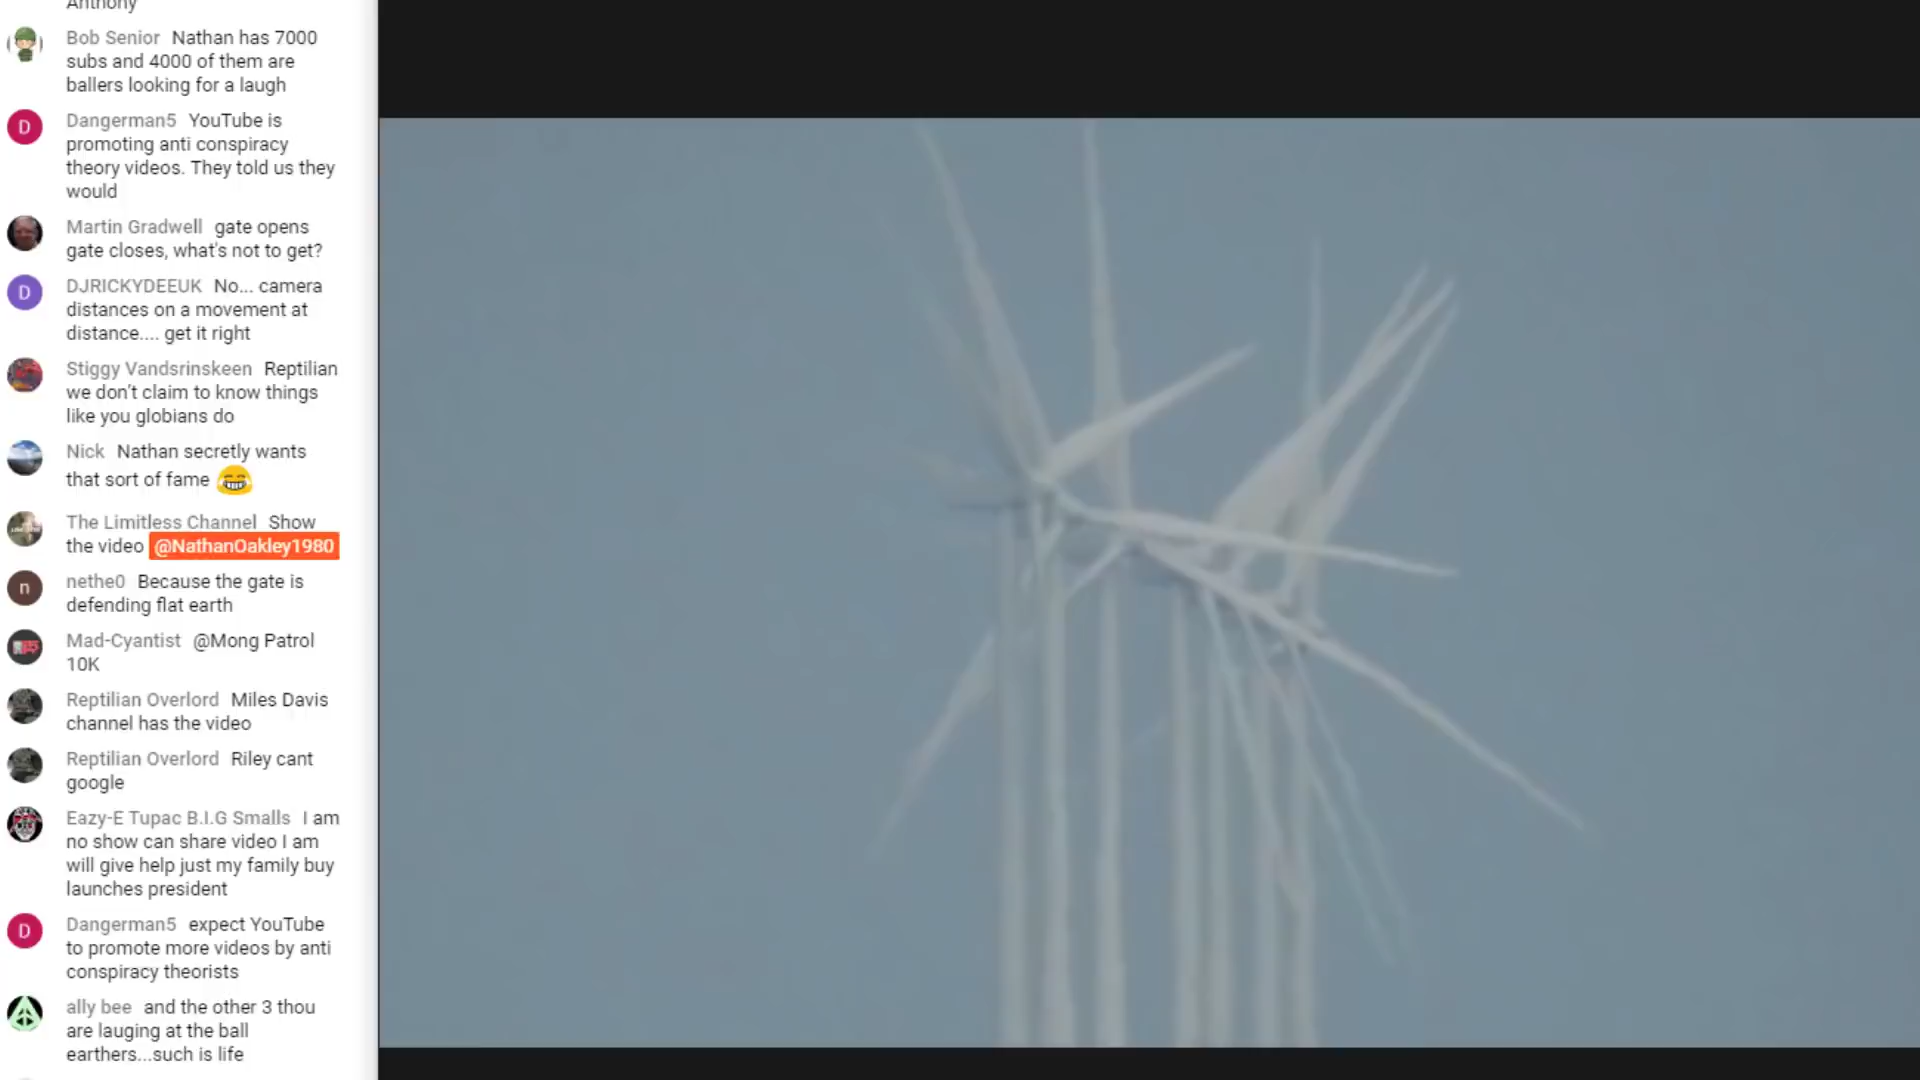 Anthony
Bob Senior Nathan has 7000
subs and 4000 of them are
ballers looking for a laugh
D
Dangerman5 YouTube is
promoting anti conspiracy
theory videos. They told us they
would
Martin Gradwell gate opens
gate closes, what's not to get?
D
DJRICKYDEEUK No... camera
distances on a movement at
distance.... get it right
Stiggy Vandsrinskeen Reptilian
we don't claim to know things
like you globians do
Nick Nathan secretly wants
that sort of fame
The Limitless Channel Show
the video @NathanOakley1980
n
nethe0 Because the gate is
defending flat earth
Mad-Cyantist @Mong Patrol
10K
Reptilian Overlord Miles Davis
channel has the video
Reptilian Overlord Riley cant
google
Eazy-E Tupac B.I.G Smalls I am
no show can share video I am
will give help just my family buy
launches president
D
Dangerman5 expect YouTube
to promote more videos by anti
conspiracy theorists
ally bee and the other 3 thou
are lauging at the ball
earthers...such is life